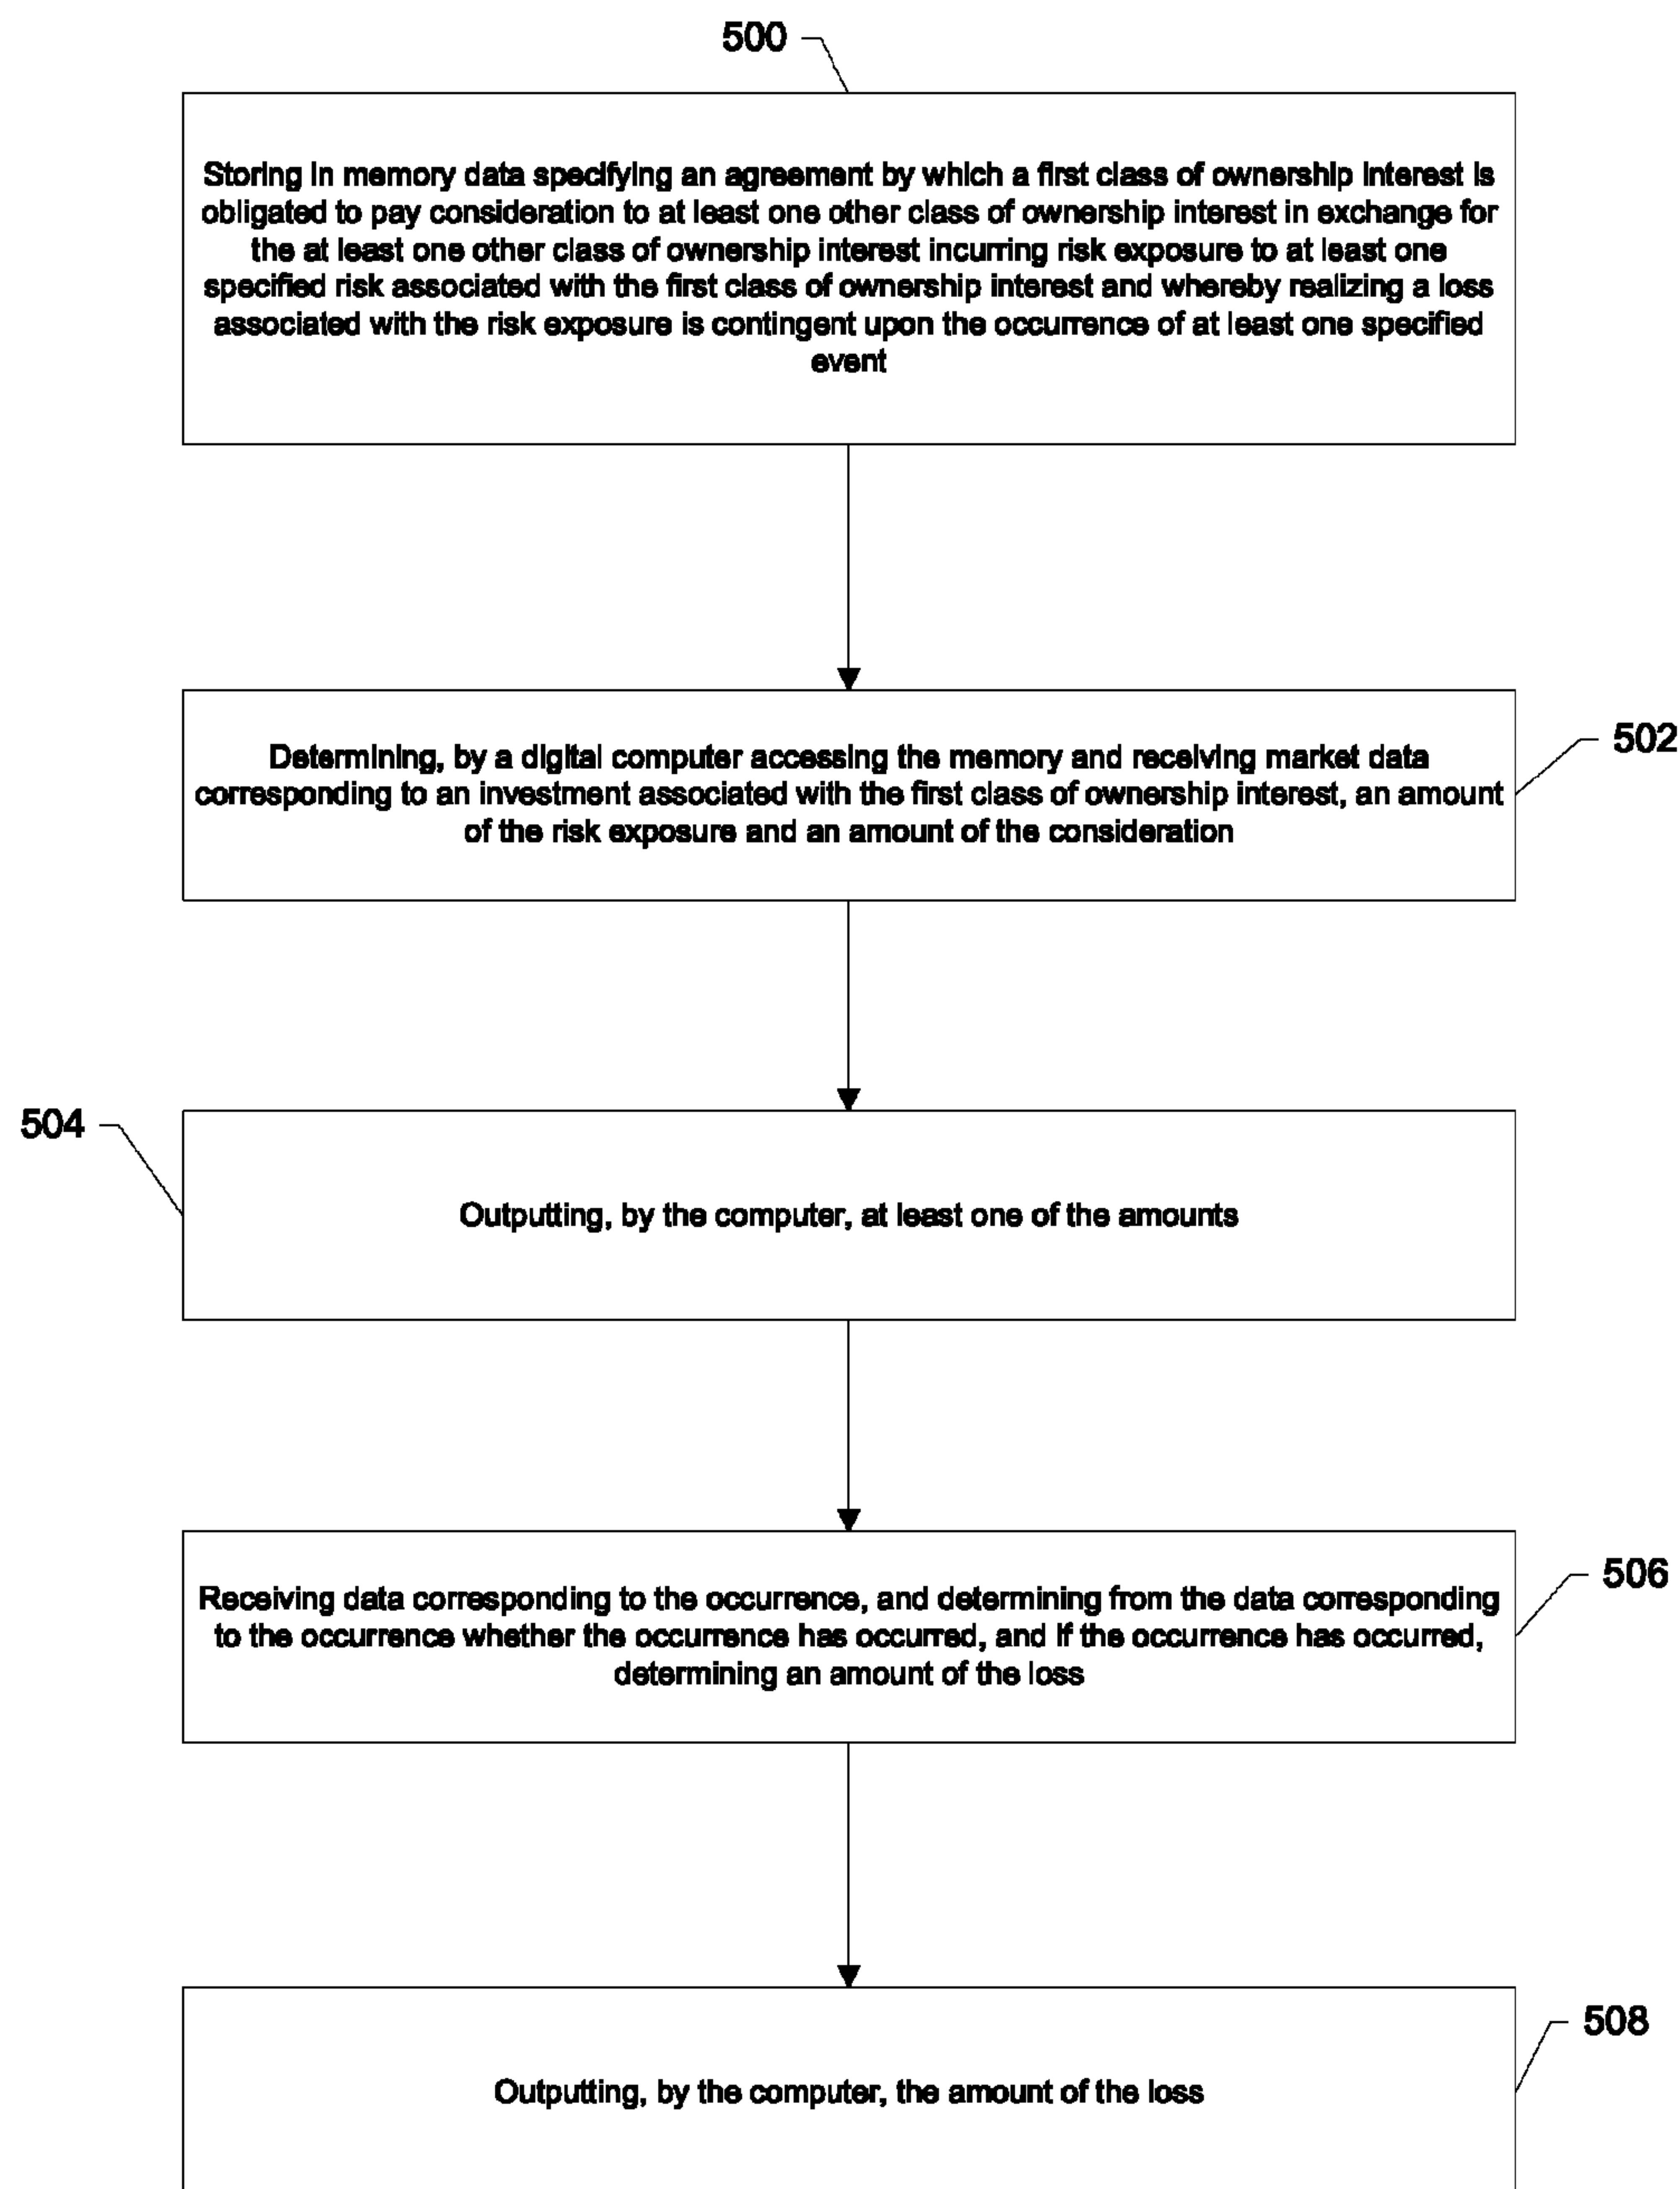 500
Storing in memory data specifying an agreement by which a first class of ownership interest is
obligated to pay consideration to at least one other class of ownership interest in exchange for
the at least one other class of ownership interest incurring risk exposure to at least one
specified risk associated with the first class of ownership interest and whereby realizing a loss
associated with the risk exposure is contingent upon the occurrence of at least one specified
event
Determining, by a digital computer accessing the memory and receiving market data
corresponding to an investment associated with the first class of ownership interest, an amount
of the risk exposure and an amount of the consideration
502
504
Outputting, by the computer, at least one of the amounts
Receiving data corresponding to the occurrence, and determining from the data corresponding
to the occurrence whether the occurrence has occurred, and if the occurrence has occurred,
determining an amount of the loss
506
Outputting, by the computer, the amount of the loss
508